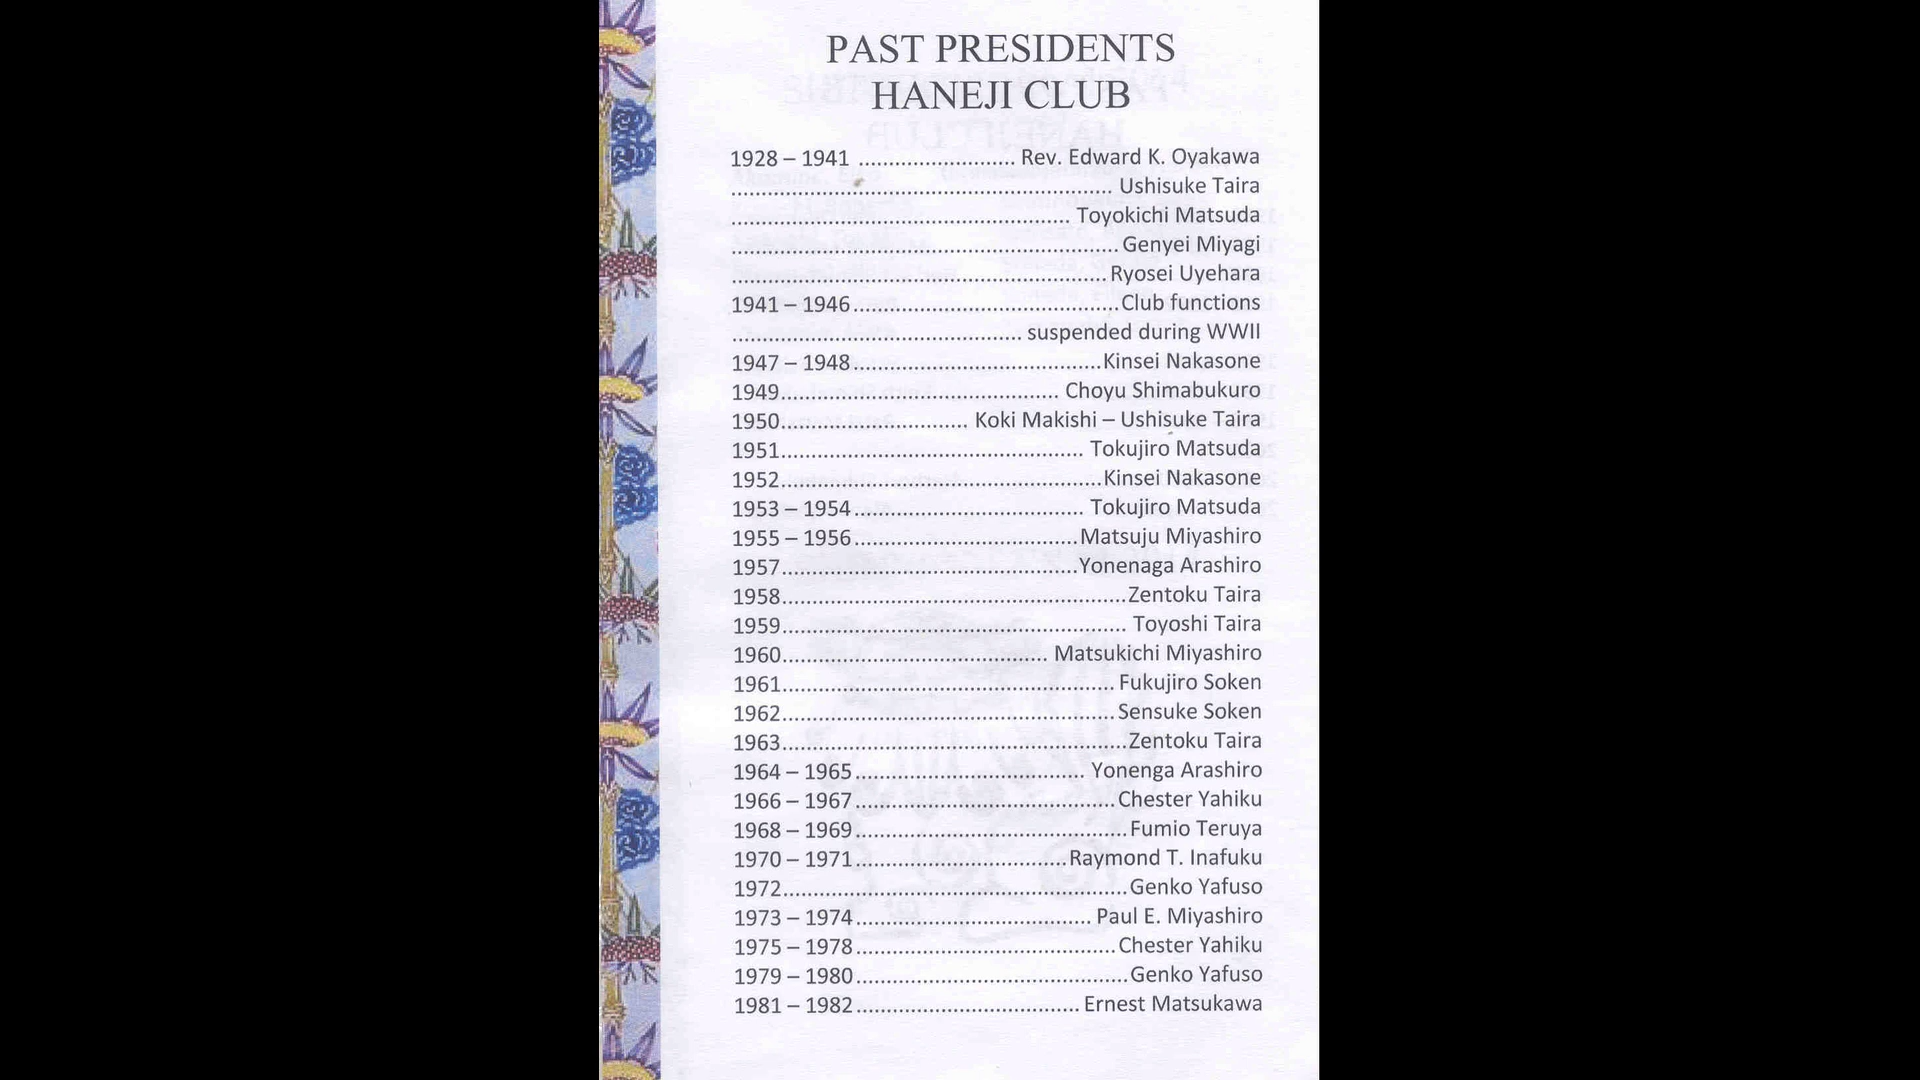 PAST PRESIDENTS
HANEJI CLUB
1928 – 1941 .......................... Rev. Edward K. Oyakawa
............................................................... Ushisuke Taira
........................................................ Toyokichi Matsuda
................................................................ Genyei Miyagi
.............................................................. Ryosei Uyehara
1941 – 1946............................................ Club functions
................................................ suspended during WWII
1947 – 1948......................................... Kinsei Nakasone
1949.............................................. Choyu Shimabukuro
1950............................... Koki Makishi – Ushisuke Taira
1951.................................................. Tokujiro Matsuda
1952..................................................... Kinsei Nakasone
1953 – 1954...................................... Tokujiro Matsuda
1955 – 1956..................................... Matsuju Miyashiro
1957................................................. Yonenaga Arashiro
1958......................................................... Zentoku Taira
1959......................................................... Toyoshi Taira
1960............................................ Matsukichi Miyashiro
1961....................................................... Fukujiro Soken
1962....................................................... Sensuke Soken
1963......................................................... Zentoku Taira
1964 – 1965...................................... Yonenga Arashiro
1966 – 1967........................................... Chester Yahiku
1968 – 1969............................................. Fumio Teruya
1970 – 1971................................... Raymond T. Inafuku
1972......................................................... Genko Yafuso
1973 – 1974....................................... Paul E. Miyashiro
1975 – 1978........................................... Chester Yahiku
1979 – 1980............................................. Genko Yafuso
1981 – 1982..................................... Ernest Matsukawa